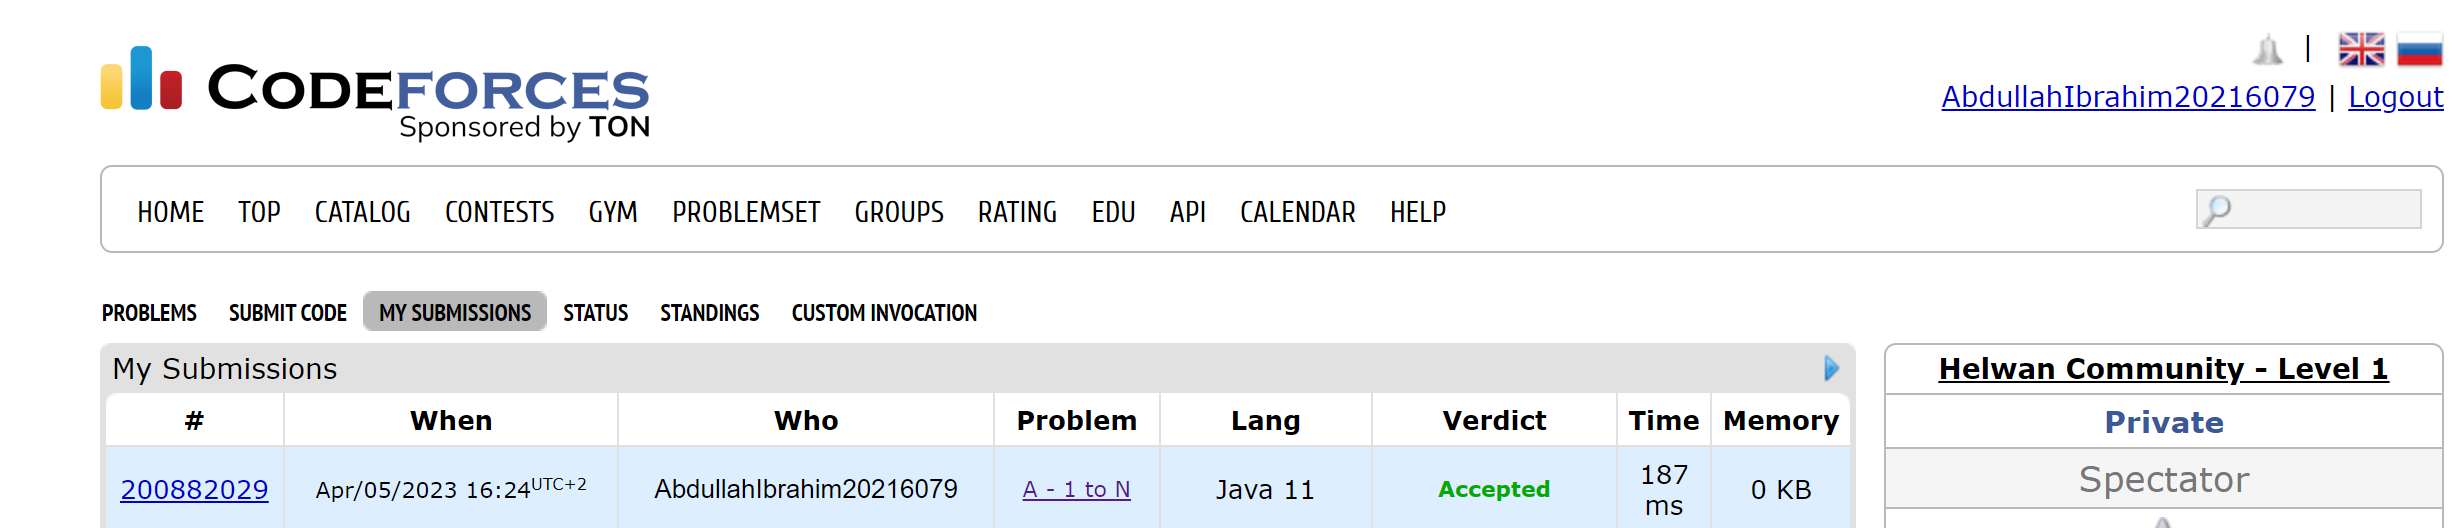 CODEFORCES
Sponsored by TON
|
AbdullahIbrahim20216079 | Logout
HOME TOP CATALOG CONTESTS GYM PROBLEMSET GROUPS RATING EDU API CALENDAR HELP
PROBLEMS SUBMIT CODE MY SUBMISSIONS STATUS STANDINGS CUSTOM INVOCATION
My Submissions
# When Who Problem Lang Verdict Time Memory
200882029 Apr/05/2023 16:24UTC+2 AbdullahIbrahim20216079 A - 1 to N Java 11 Accepted 187 ms 0 KB
Helwan Community - Level 1
Private
Spectator